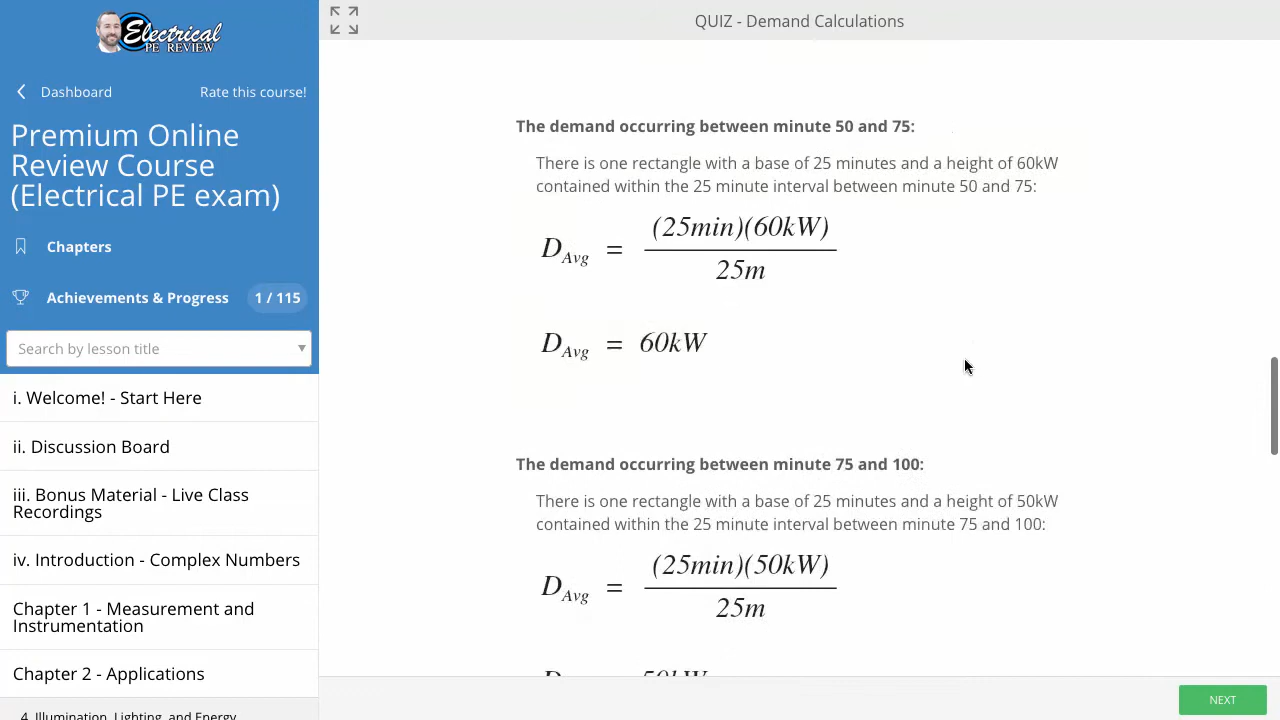 QUIZ - Demand Calculations
Electrical
PE REVIEW
Dashboard
Rate this course!
Premium Online
Review Course
(Electrical PE exam)
Chapters
Achievements & Progress
1 / 115
Search by lesson title
i. Welcome! - Start Here
ii. Discussion Board
iii. Bonus Material - Live Class
Recordings
iv. Introduction - Complex Numbers
Chapter 1 - Measurement and
Instrumentation
Chapter 2 - Applications
4. Illumination, Lighting, and Energy
The demand occurring between minute 50 and 75:
There is one rectangle with a base of 25 minutes and a height of 60kW
contained within the 25 minute interval between minute 50 and 75:
D_Avg = (25min)(60kW)
25m
D_Avg = 60kW
The demand occurring between minute 75 and 100:
There is one rectangle with a base of 25 minutes and a height of 50kW
contained within the 25 minute interval between minute 75 and 100:
D_Avg = (25min)(50kW)
25m
D 50kW
NEXT